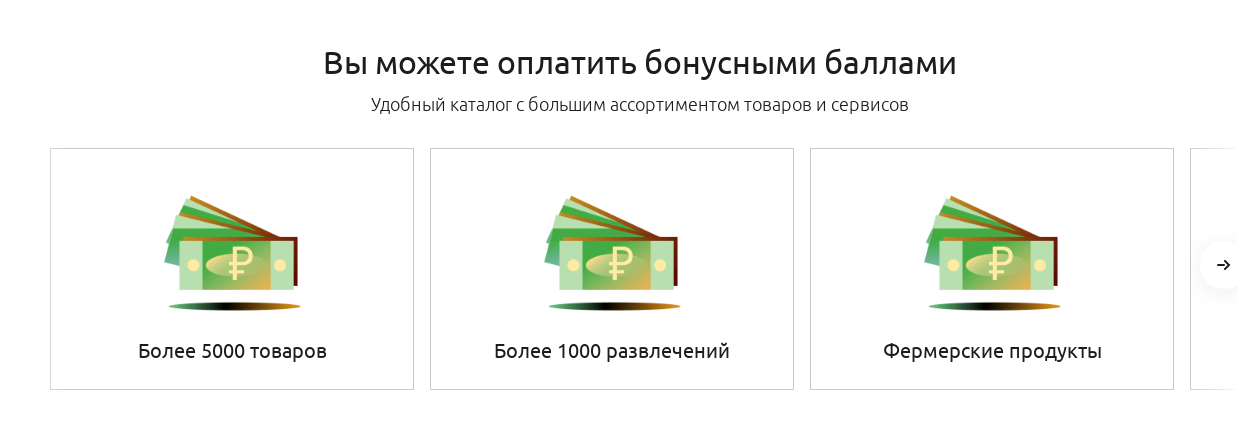 Вы можете оплатить бонусными баллами
Удобный каталог с большим ассортиментом товаров и сервисов
₽ ₽ ₽
Более 5000 товаров
Более 1000 развлечений
Фермерские продукты